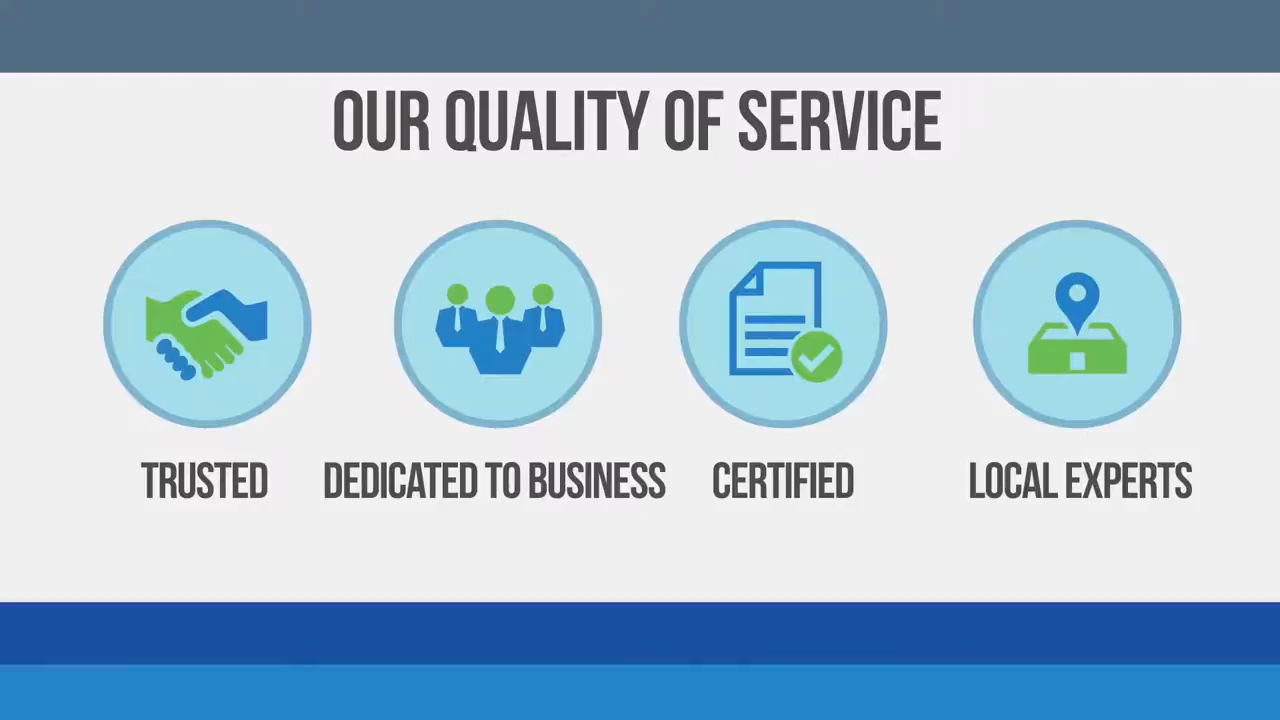 OUR QUALITY OF SERVICE
TRUSTED
DEDICATED TO BUSINESS
CERTIFIED
LOCAL EXPERTS